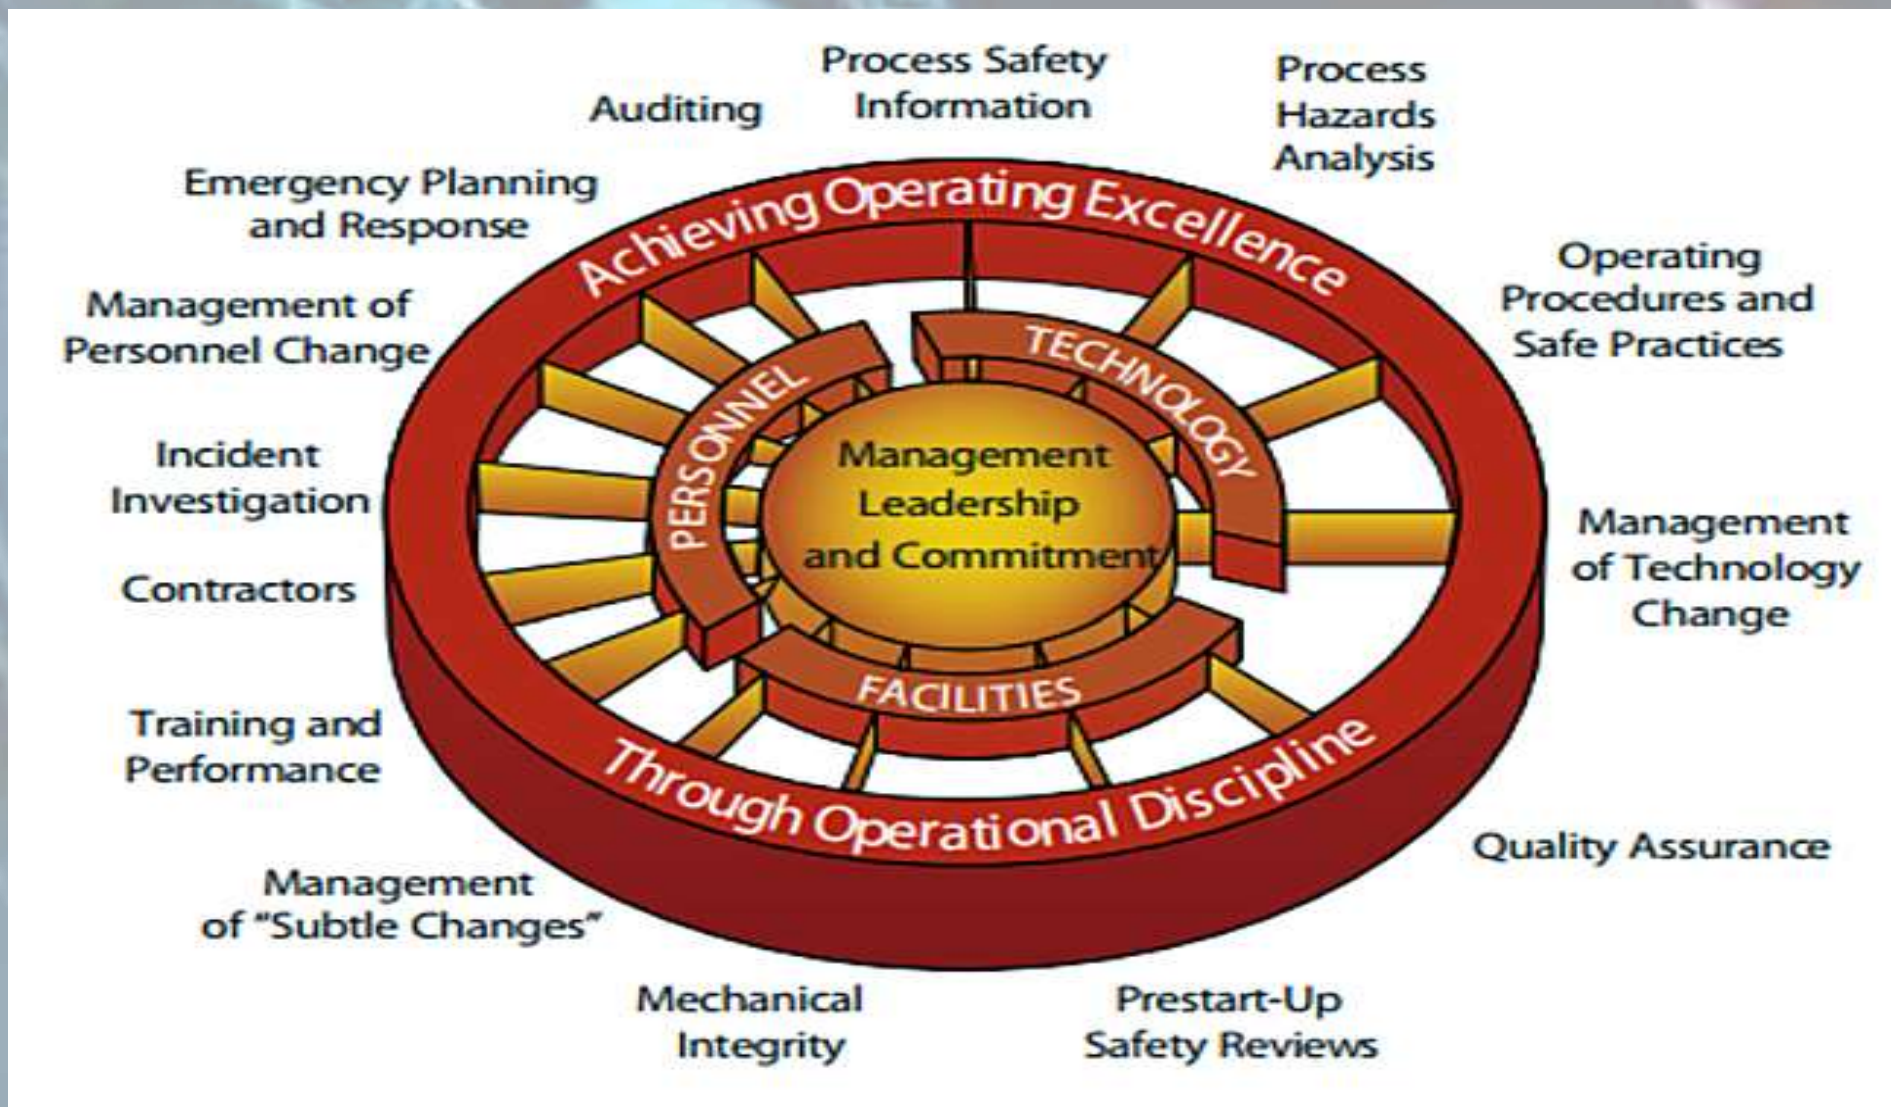 Process Safety
Information
Process
Hazards
Analysis
Auditing
Emergency Planning
and Response
Operating
Procedures and
Safe Practices
Management of
Personnel Change
Incident
Investigation
Management
of Technology
Change
Contractors
Training and
Performance
Quality Assurance
Management
of “Subtle Changes”
Mechanical
Integrity
Prestart-Up
Safety Reviews
Achieving Operating Excellence
Through Operational Discipline
PERSONNEL
TECHNOLOGY
FACILITIES
Management
Leadership
and Commitment